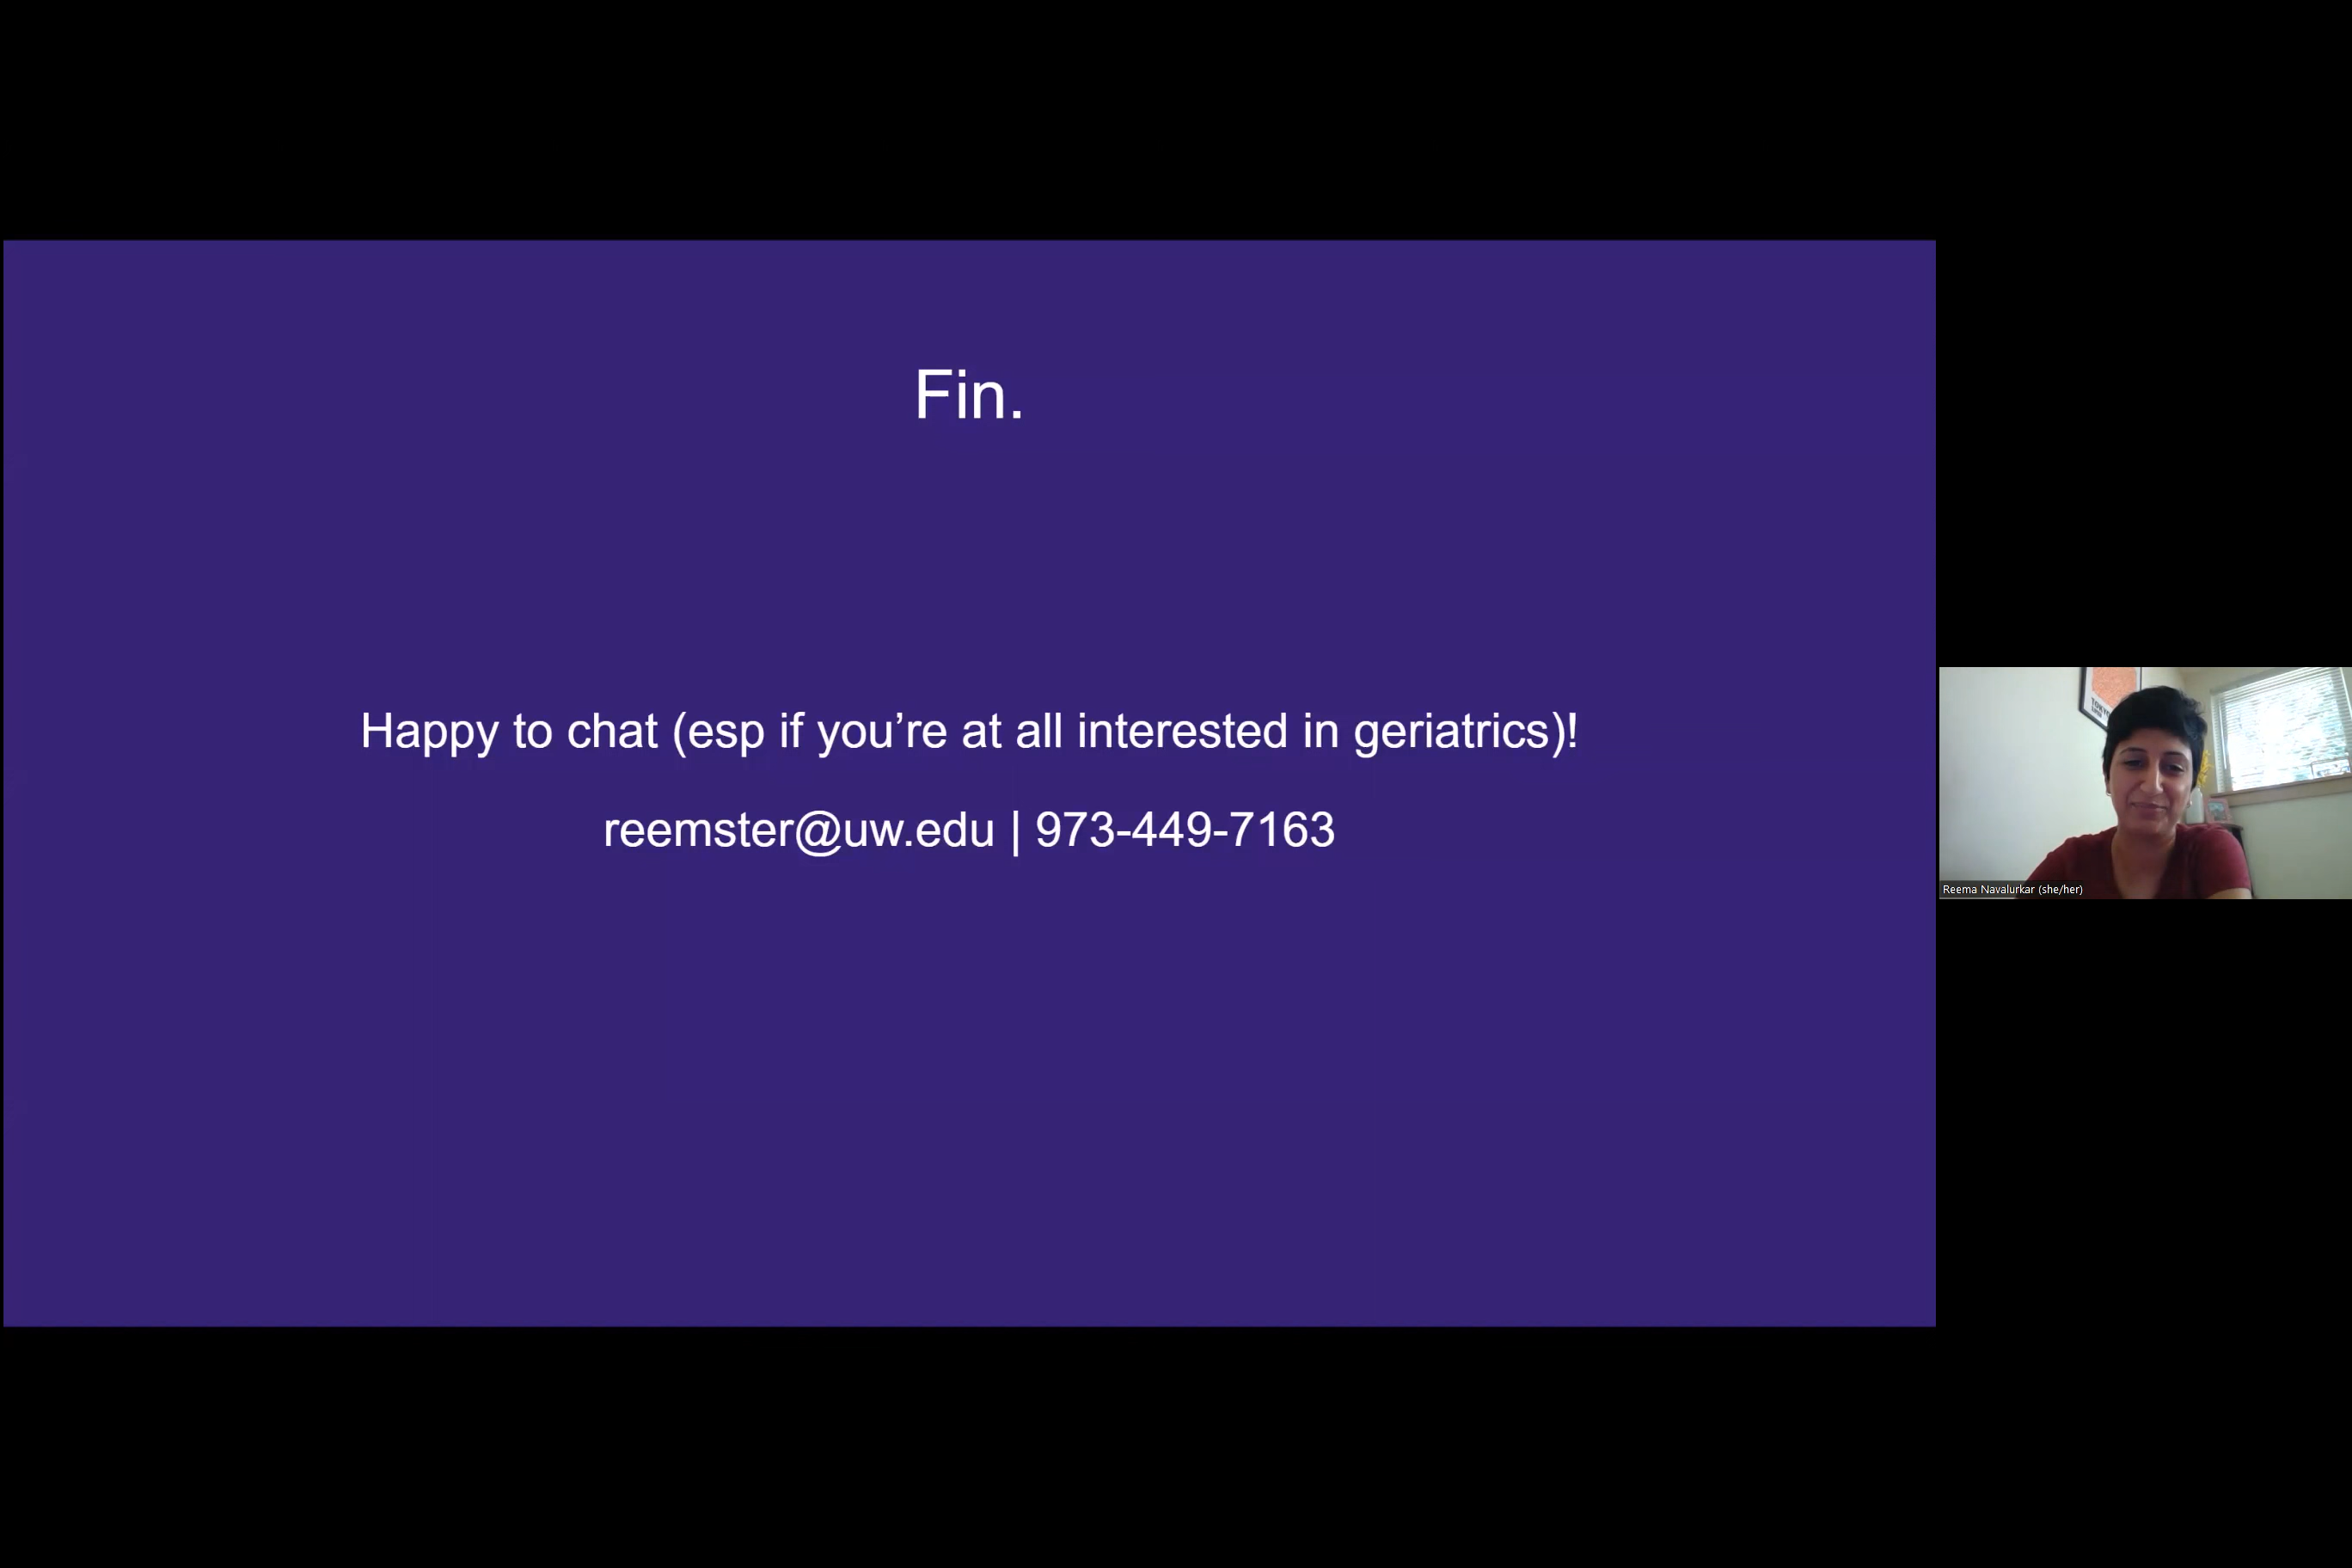 Fin.
Happy to chat (esp if you’re at all interested in geriatrics)!
reemster@uw.edu | 973-449-7163
Reema Navalurkar (she/her)